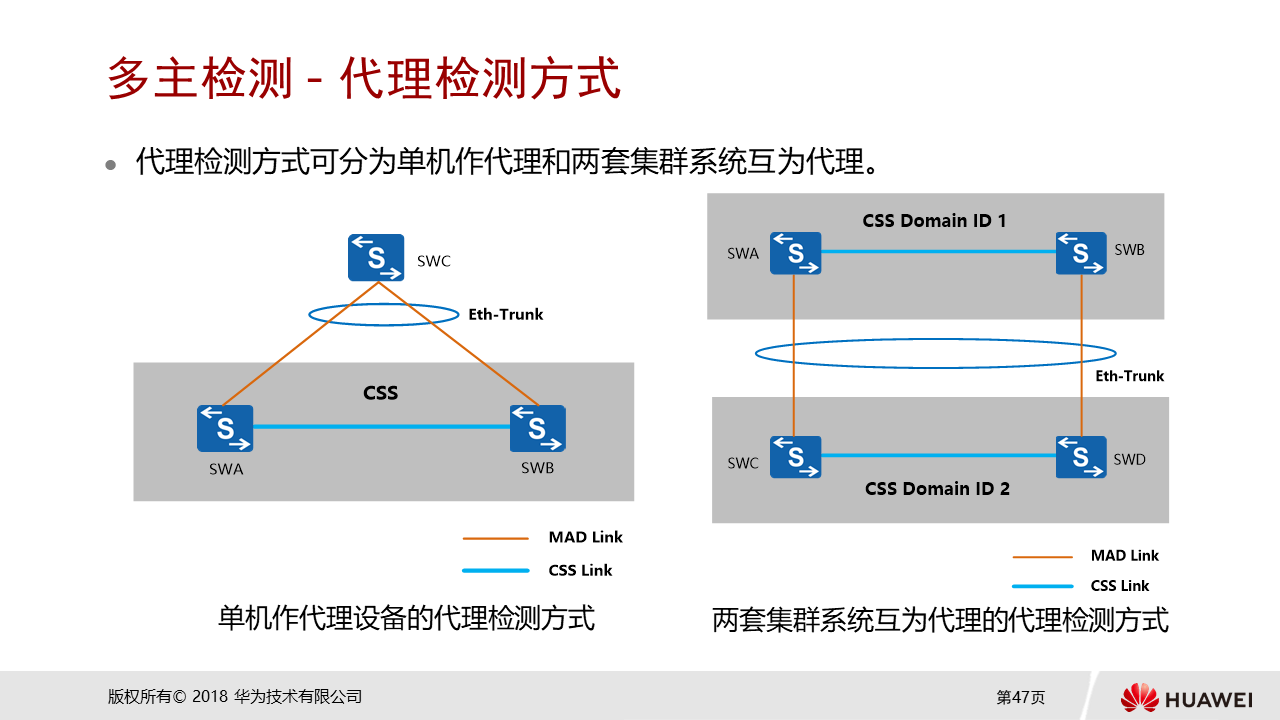 多主检测 - 代理检测方式
代理检测方式可分为单机作代理和两套集群系统互为代理。
S
SWC
Eth-Trunk
CSS
S
S
SWA
SWB
MAD Link
CSS Link
单机作代理设备的代理检测方式
CSS Domain ID 1
SWA
S
S
SWB
Eth-Trunk
SWC
S
S
SWD
CSS Domain ID 2
MAD Link
CSS Link
两套集群系统互为代理的代理检测方式
版权所有© 2018 华为技术有限公司
第47页
HUAWEI